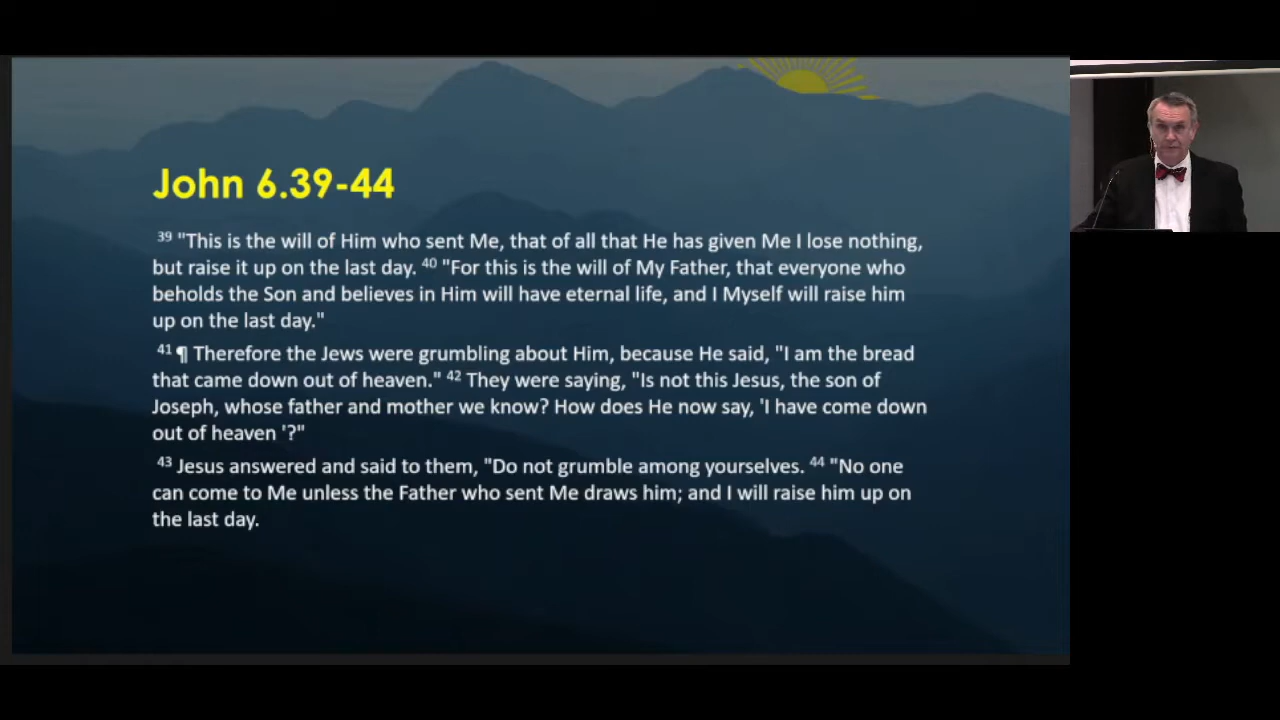 John 6.39-44
39 "This is the will of Him who sent Me, that of all that He has given Me I lose nothing,
but raise it up on the last day. 40 "For this is the will of My Father, that everyone who
beholds the Son and believes in Him will have eternal life, and I Myself will raise him
up on the last day."
41 ¶ Therefore the Jews were grumbling about Him, because He said, "I am the bread
that came down out of heaven." 42 They were saying, "Is not this Jesus, the son of
Joseph, whose father and mother we know? How does He now say, 'I have come down
out of heaven '?"
43 Jesus answered and said to them, "Do not grumble among yourselves. 44 "No one
can come to Me unless the Father who sent Me draws him; and I will raise him up on
the last day.